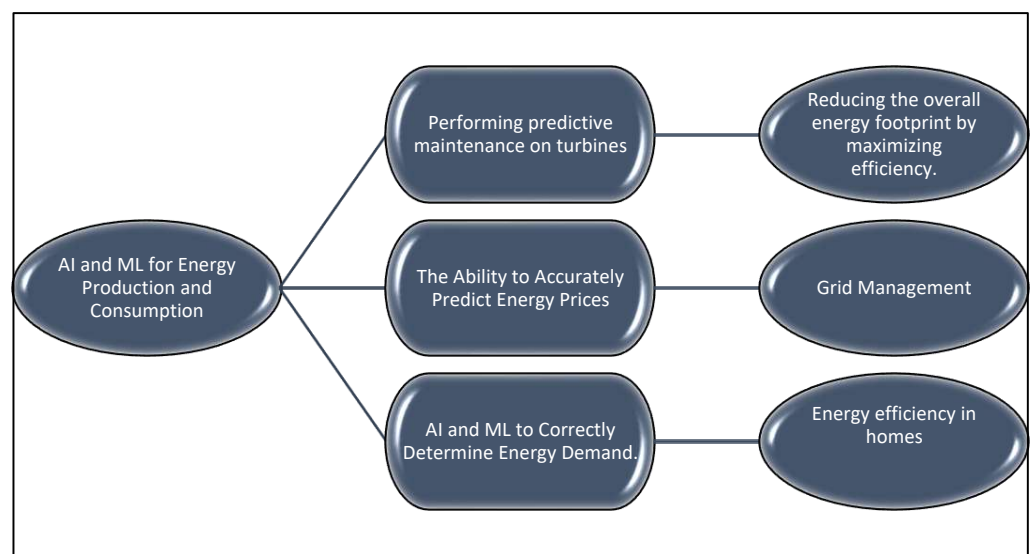 AI and ML for Energy
Production and
Consumption
Performing predictive
maintenance on turbines
Reducing the overall
energy footprint by
maximizing
efficiency.
The Ability to Accurately
Predict Energy Prices
Grid Management
AI and ML to Correctly
Determine Energy Demand.
Energy efficiency in
homes